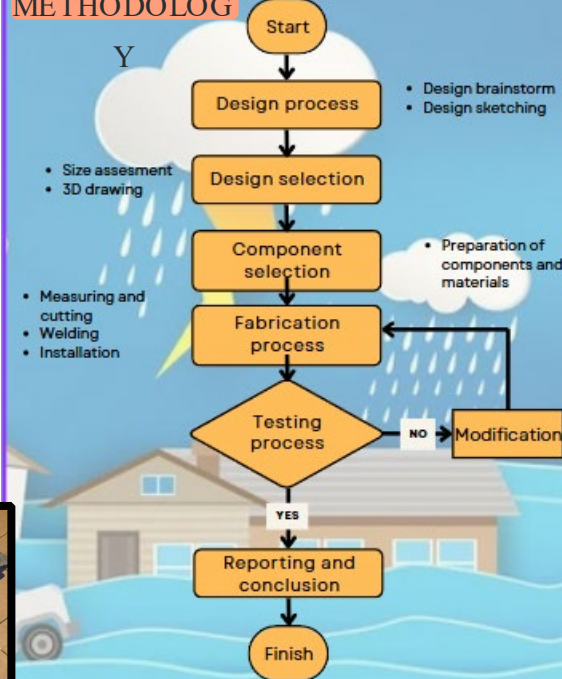 METHODOLOG
Y
Start
Design process
• Design brainstorm
• Design sketching
• Size assesment
• 3D drawing
Design selection
Component
selection
• Preparation of
components and
materials
• Measuring and
cutting
• Welding
• Installation
Fabrication
process
Testing
process
NO
Modification
YES
Reporting and
conclusion
Finish